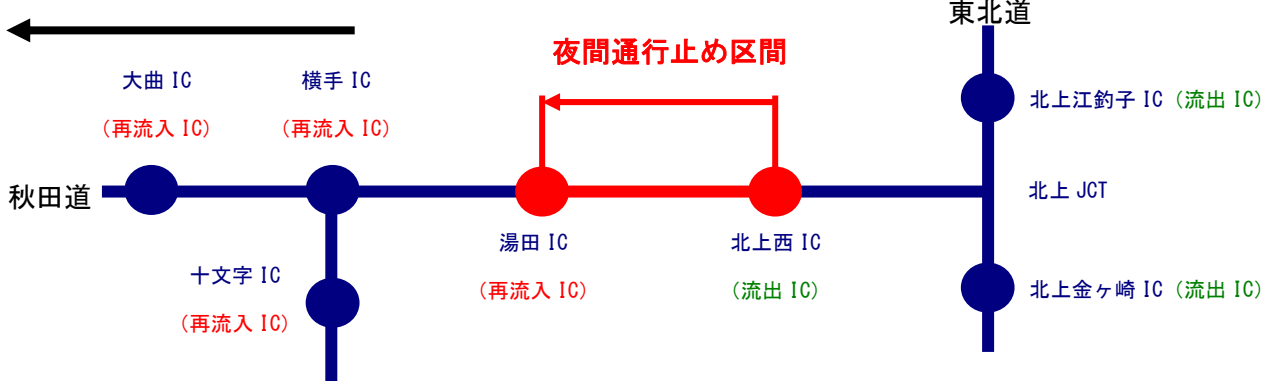 東北道
夜間通行止め区間
大曲 IC
(再流入 IC)
横手 IC
(再流入 IC)
北上江釣子 IC (流出 IC)
秋田道
北上 JCT
湯田 IC
(再流入 IC)
北上西 IC
(流出 IC)
十文字 IC
(再流入 IC)
北上金ヶ崎 IC (流出 IC)